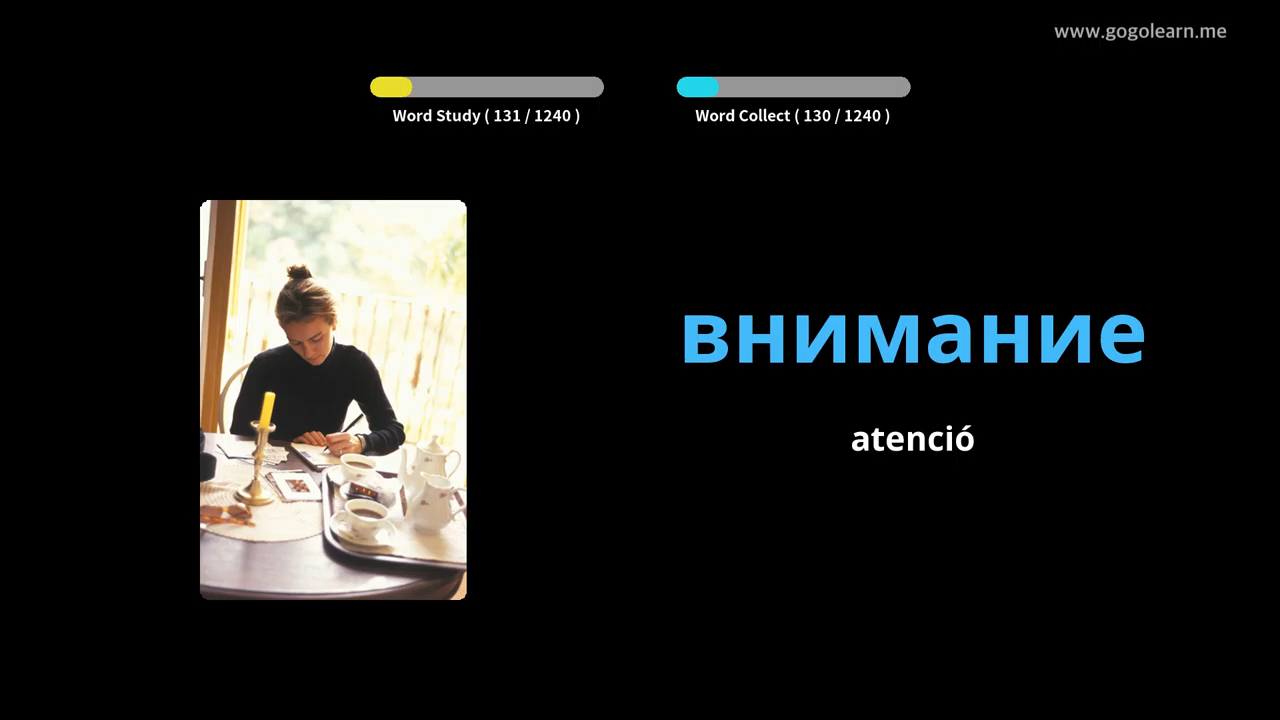 www.gogolearn.me
Word Study ( 131 / 1240 )
Word Collect ( 130 / 1240 )
внимание
atenció